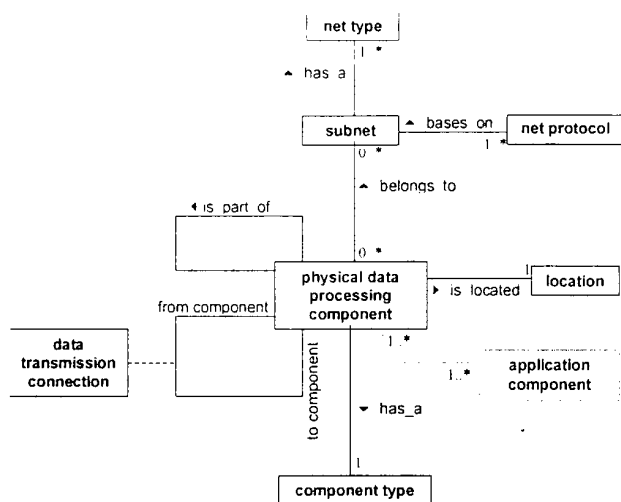 net type
1 *
▲ has a
subnet
▲ bases on
net protocol
0 *
1 *
▲ belongs to
◄ is part of
0 *
physical data
processing
component
1
location
► is located
from component
data
transmission
connection
to component
1..*
1..*
application
component
▼ has_a
1
component type